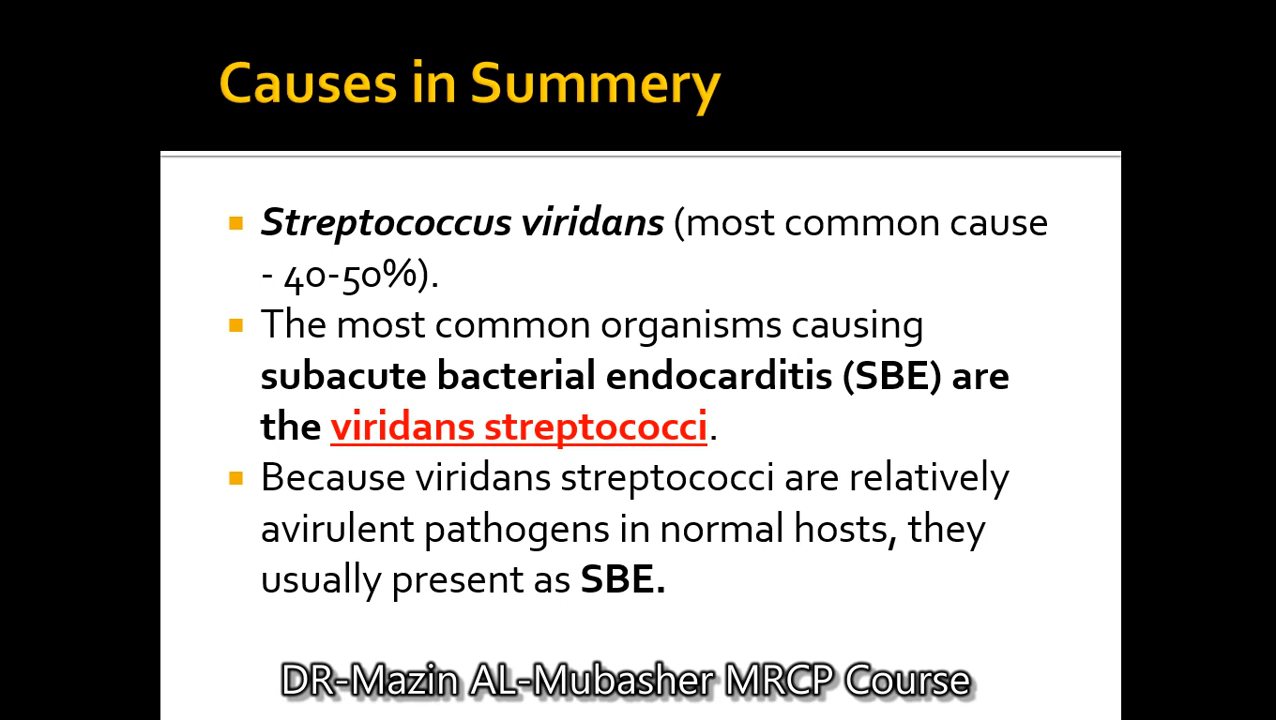 Causes in Summery
Streptococcus viridans (most common cause
- 40-50%).
The most common organisms causing
subacute bacterial endocarditis (SBE) are
the viridans streptococci.
Because viridans streptococci are relatively
avirulent pathogens in normal hosts, they
usually present as SBE.
DR-Mazin AL-Mubasher MRCP Course